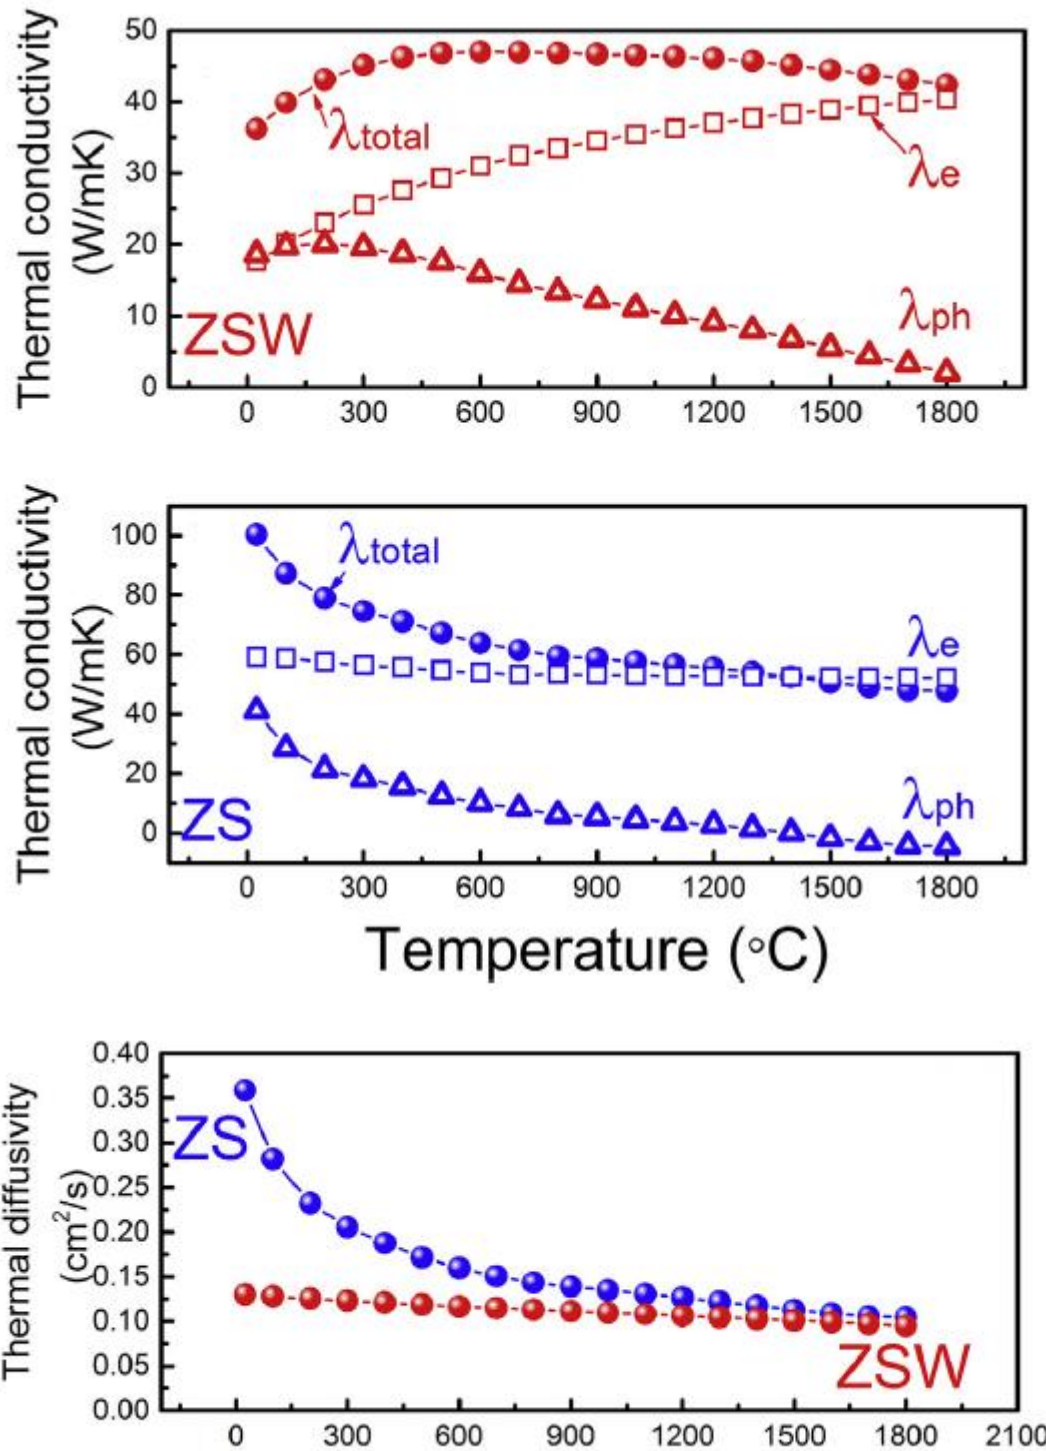 Thermal conductivity
(W/mK)
50
40
30
20
10
0
λtotal
λe
λph
ZSW
0 300 600 900 1200 1500 1800
Thermal conductivity
(W/mK)
100
80
60
40
20
0
λtotal
λe
λph
ZS
0 300 600 900 1200 1500 1800
Temperature (°C)
Thermal diffusivity
(cm²/s)
0.40
0.35
0.30
0.25
0.20
0.15
0.10
0.05
0.00
ZS
ZSW
0 300 600 900 1200 1500 1800 2100